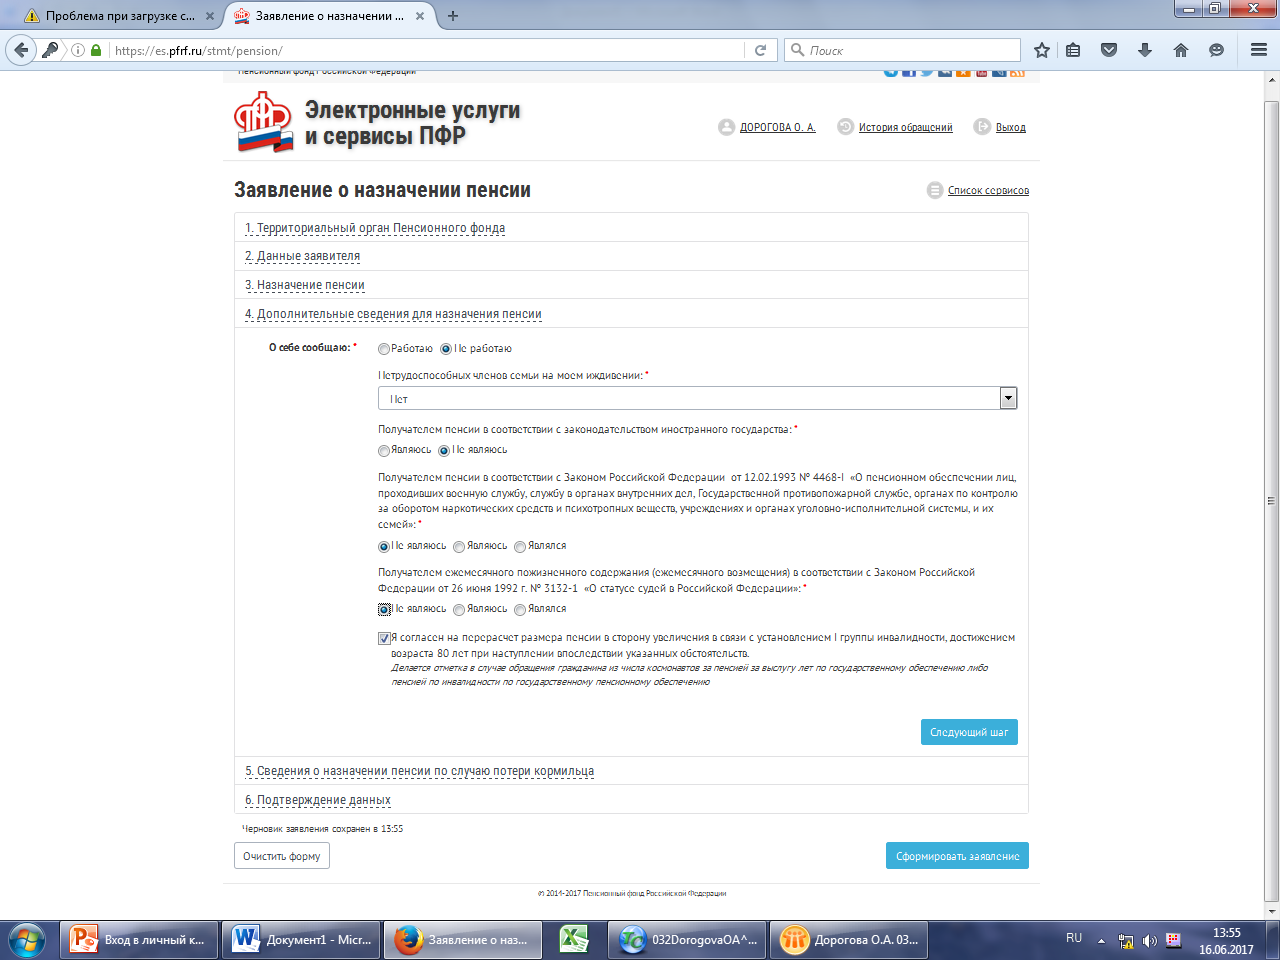 Проблема при загрузке с...
Заявление о назначении ...
https://es.pfrf.ru/stmt/pension/
Поиск
Пенсионный фонд Российской Федерации
Электронные услуги
и сервисы ПФР
ДОРОГОВА О. А.
История обращений
Выход
Заявление о назначении пенсии
Список сервисов
1. Территориальный орган Пенсионного фонда
2. Данные заявителя
3. Назначение пенсии
4. Дополнительные сведения для назначения пенсии
О себе сообщаю: * Работаю Не работаю
Нетрудоспособных членов семьи на моем иждивении: *
Нет
Получателем пенсии в соответствии с законодательством иностранного государства: *
Являюсь Не являюсь
Получателем пенсии в соответствии с Законом Российской Федерации от 12.02.1993 № 4468-I «О пенсионном обеспечении лиц,
проходивших военную службу, службу в органах внутренних дел, Государственной противопожарной службе, органах по контролю
за оборотом наркотических средств и психотропных веществ, учреждениях и органах уголовно-исполнительной системы, и их
семей»: *
Не являюсь Являюсь Являлся
Получателем ежемесячного пожизненного содержания (ежемесячного возмещения) в соответствии с Законом Российской
Федерации от 26 июня 1992 г. № 3132-1 «О статусе судей в Российской Федерации»: *
Не являюсь Являюсь Являлся
Я согласен на перерасчет размера пенсии в сторону увеличения в связи с установлением I группы инвалидности, достижением
возраста 80 лет при наступлении впоследствии указанных обстоятельств.
Делается отметка в случае обращения гражданина из числа космонавтов за пенсией за выслугу лет по государственному обеспечению либо
пенсией по инвалидности по государственному пенсионному обеспечению
Следующий шаг
5. Сведения о назначении пенсии по случаю потери кормильца
6. Подтверждение данных
Черновик заявления сохранен в 13:55
Очистить форму
Сформировать заявление
© 2014-2017 Пенсионный фонд Российской Федерации
Вход в личный к...
Документ1 - Micr...
Заявление о наз...
032DorogovaOA^...
Дорогова О.А. 03...
RU
13:55
16.06.2017